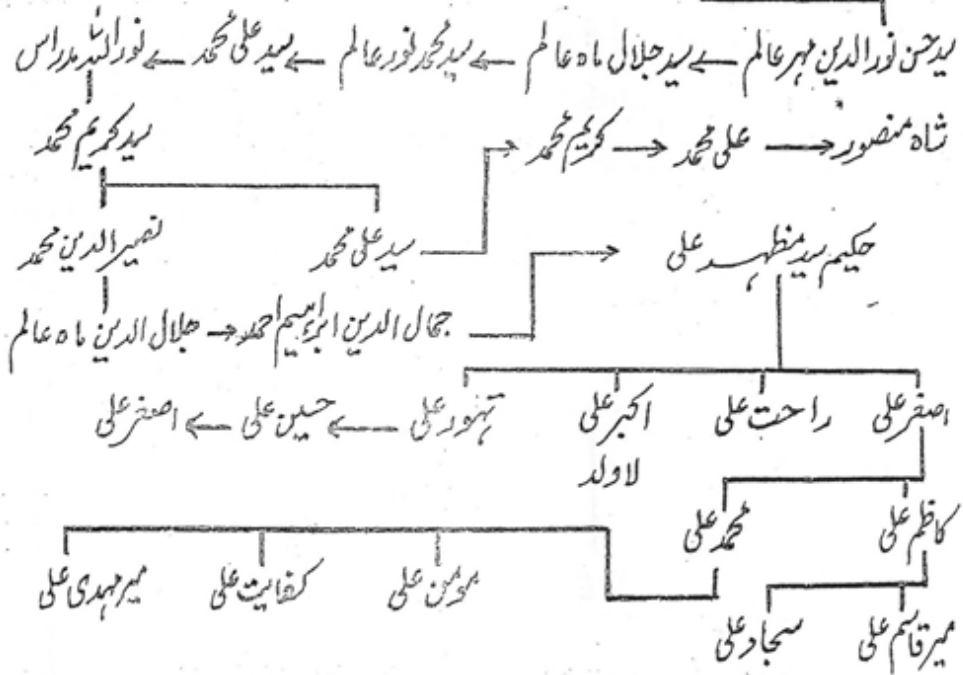 سید حسن نور الدین مہر عالم ← سید جلال ماہ عالم ← سید محمد نور عالم ← سید علی محمد ← نور اللہ مدراس
شاہ منصور ← علی محمد ← کریم محمد
سید کریم محمد
حکیم سید مظہر علی
سید علی محمد
نصیر الدین محمد
جمال الدین ابراہیم احمد ← جلال الدین ماہ عالم
اصغر علی
راحت علی
اکبر علی
لاولد
تہور علی ← حسین علی ← اصغر علی
کاظم علی
محمد علی
مومن علی
کفایت علی
میر مہدی علی
میر قاسم علی
سجاد علی